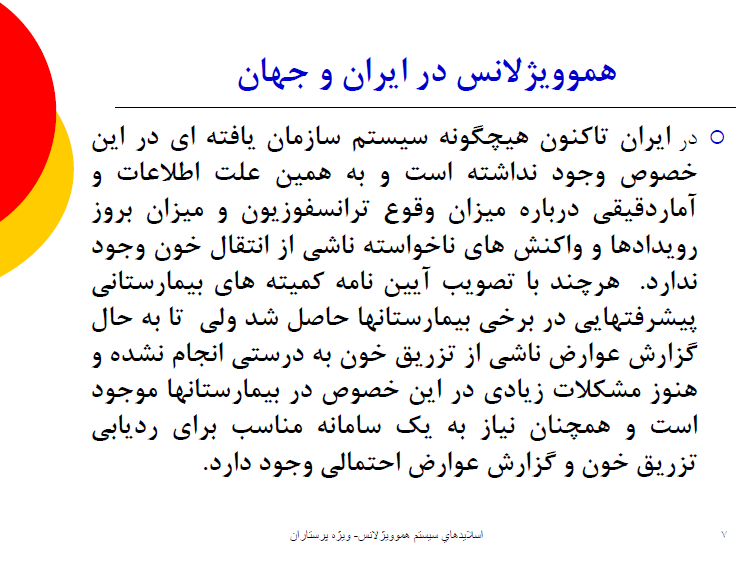 هموویژلانس در ایران و جهان
در ایران تاکنون هیچگونه سیستم سازمان یافته ای در این
خصوص وجود نداشته است و به همین علت اطلاعات و
آماردقیقی درباره میزان وقوع ترانسفوزیون و میزان بروز
رویدادها و واکنش های ناخواسته ناشی از انتقال خون وجود
ندارد. هرچند با تصویب آیین نامه کمیته های بیمارستانی
پیشرفتهایی در برخی بیمارستانها حاصل شد ولی تا به حال
گزارش عوارض ناشی از تزریق خون به درستی انجام نشده و
هنوز مشکلات زیادی در این خصوص در بیمارستانها موجود
است و همچنان نیاز به یک سامانه مناسب برای ردیابی
تزریق خون و گزارش عوارض احتمالی وجود دارد.
اسلایدهاي سیستم هموویژلانس- ویژه پرستاران
۷